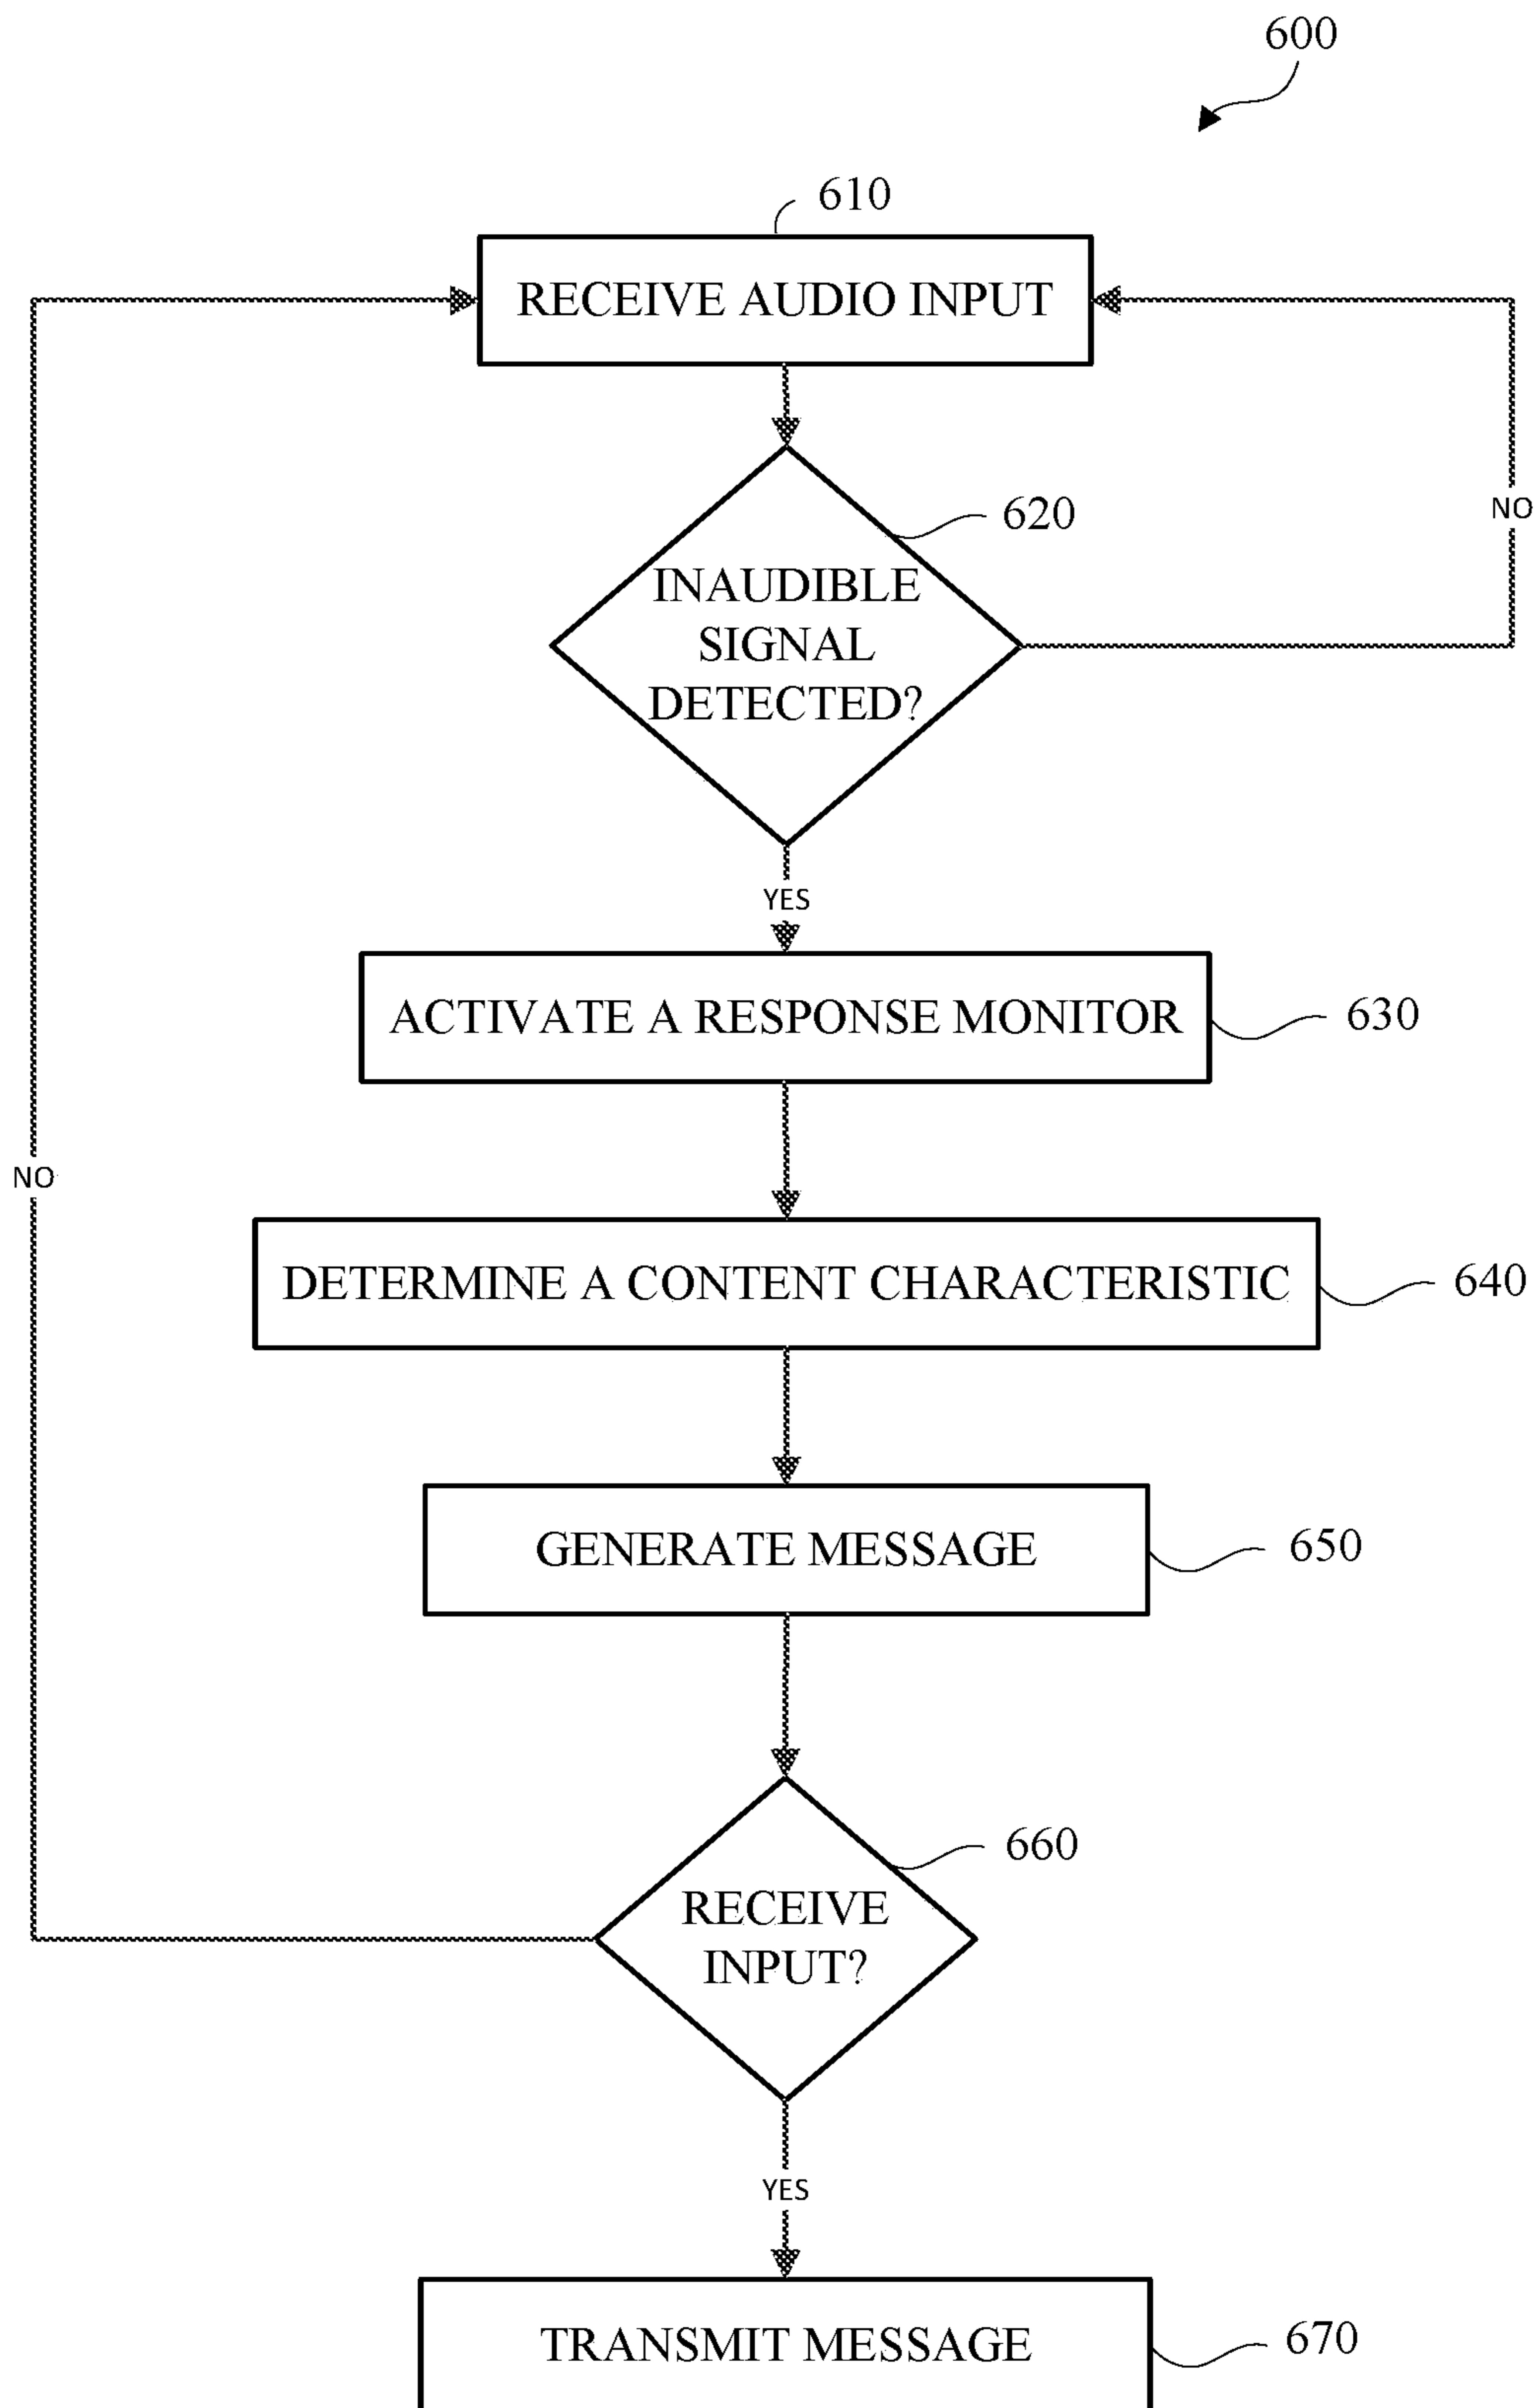 600
610
RECEIVE AUDIO INPUT
620
INAUDIBLE
SIGNAL
DETECTED?
NO
YES
ACTIVATE A RESPONSE MONITOR
630
NO
DETERMINE A CONTENT CHARACTERISTIC
640
GENERATE MESSAGE
650
660
RECEIVE
INPUT?
YES
TRANSMIT MESSAGE
670